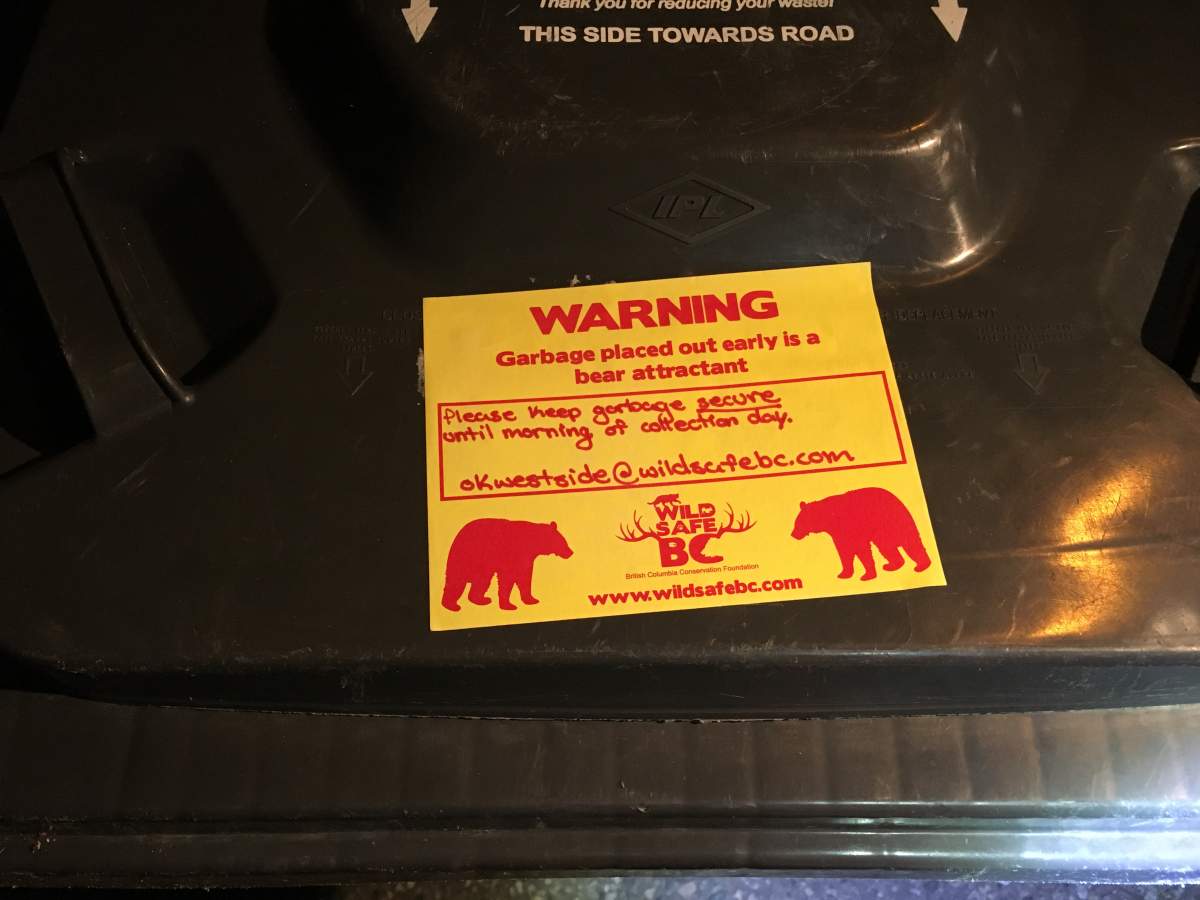 Thank you for reducing your waste!
THIS SIDE TOWARDS ROAD
IPL
WARNING
Garbage placed out early is a
bear attractant
Please keep garbage secure
until morning of collection day.
okwestside@wildsafebc.com
WILD
SAFE
BC
British Columbia Conservation Foundation
www.wildsafebc.com